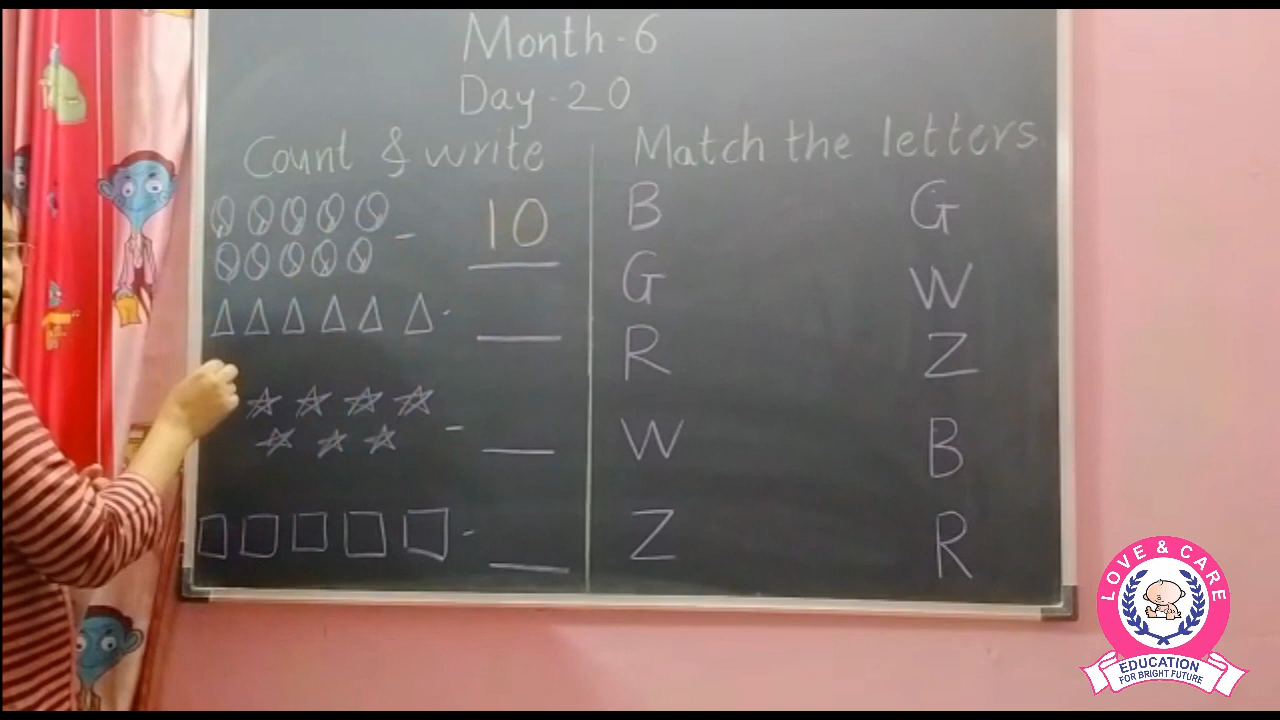 Month - 6
Day - 20
Count & write
- 10
-
-
-
Match the letters
B G
G W
R Z
W B
Z R
LOVE & CARE
EDUCATION
FOR BRIGHT FUTURE